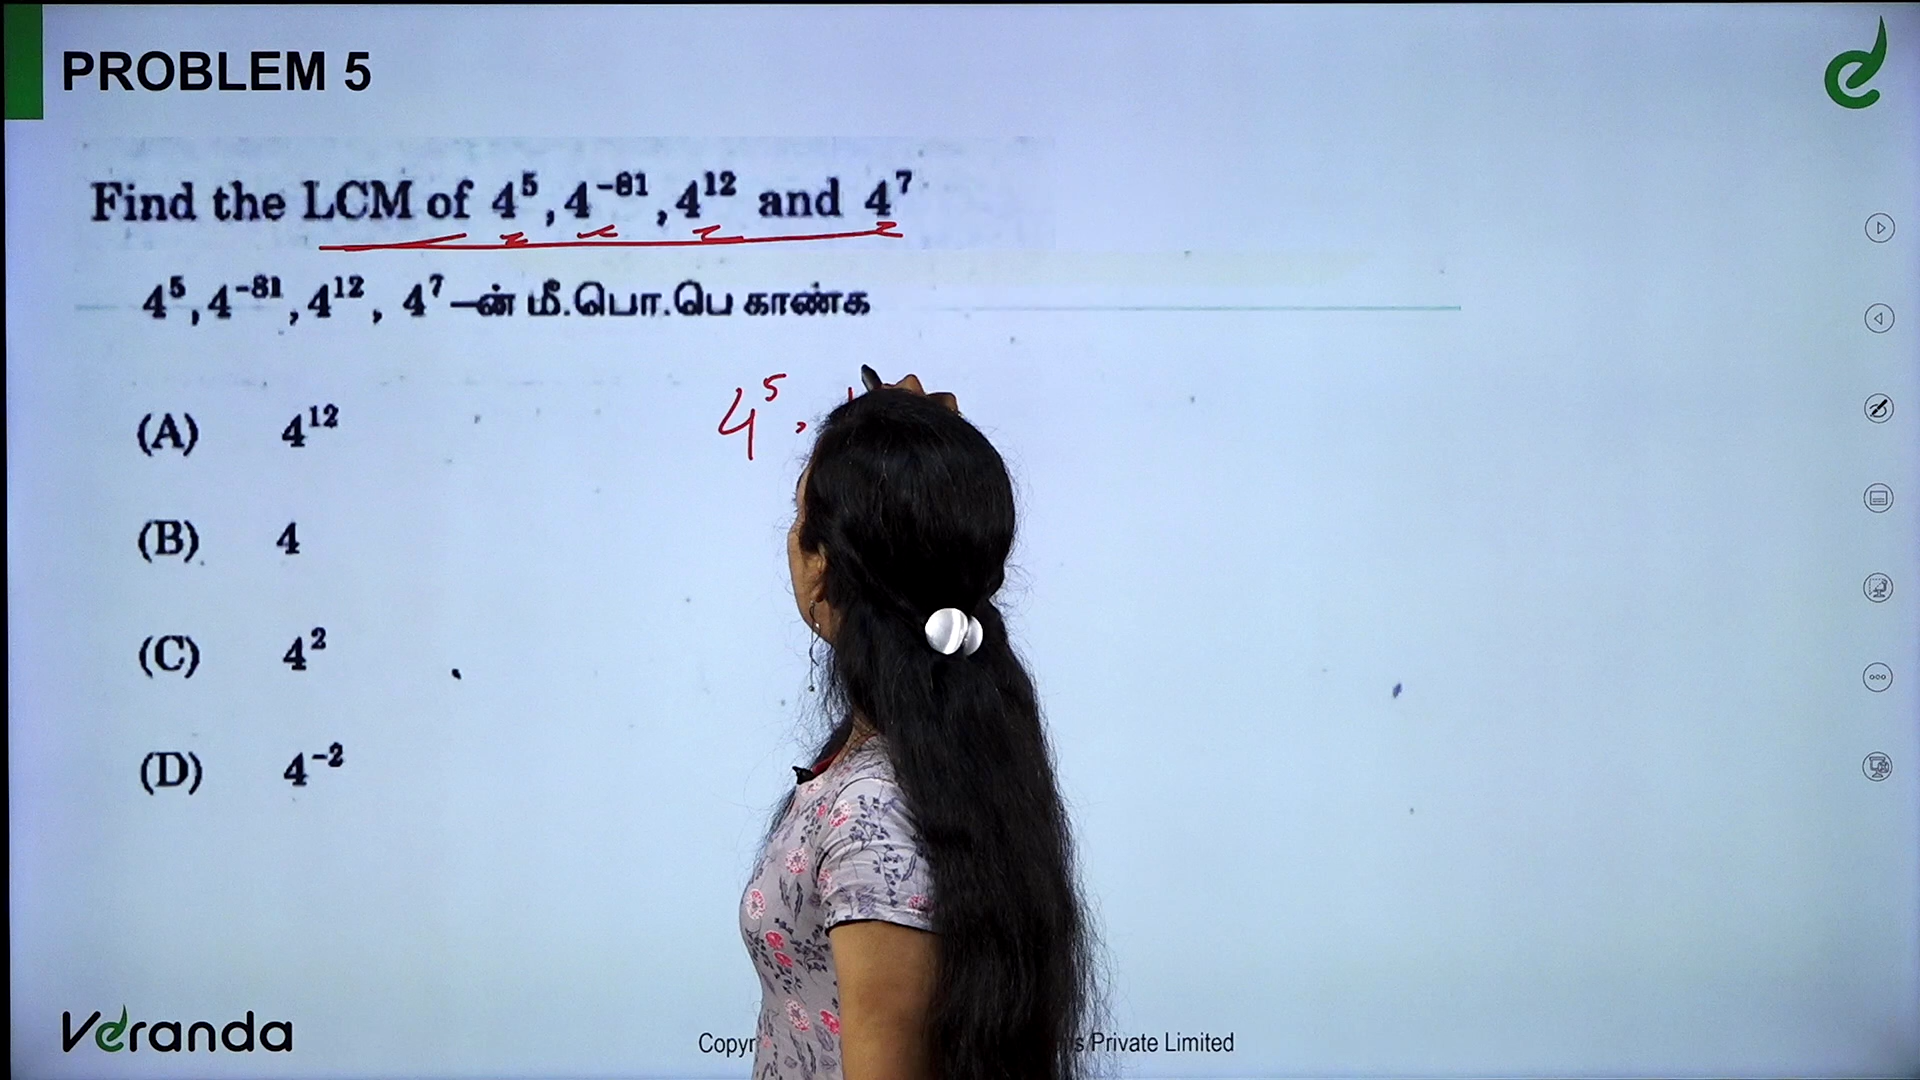 PROBLEM 5
Find the LCM of 4⁵, 4⁻⁸¹, 4¹² and 4⁷
4⁵, 4⁻⁸¹, 4¹², 4⁷ –ன் மீ.பொ.பெ காண்க
4⁵,
(A) 4¹²
(B) 4
(C) 4²
(D) 4⁻²
Veranda
Private Limited